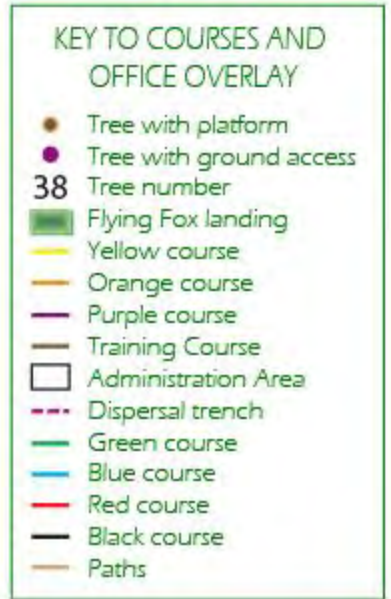 KEY TO COURSES AND
OFFICE OVERLAY
Tree with platform
Tree with ground access
38 Tree number
Flying Fox landing
Yellow course
Orange course
Purple course
Training Course
Administration Area
Dispersal trench
Green course
Blue course
Red course
Black course
Paths